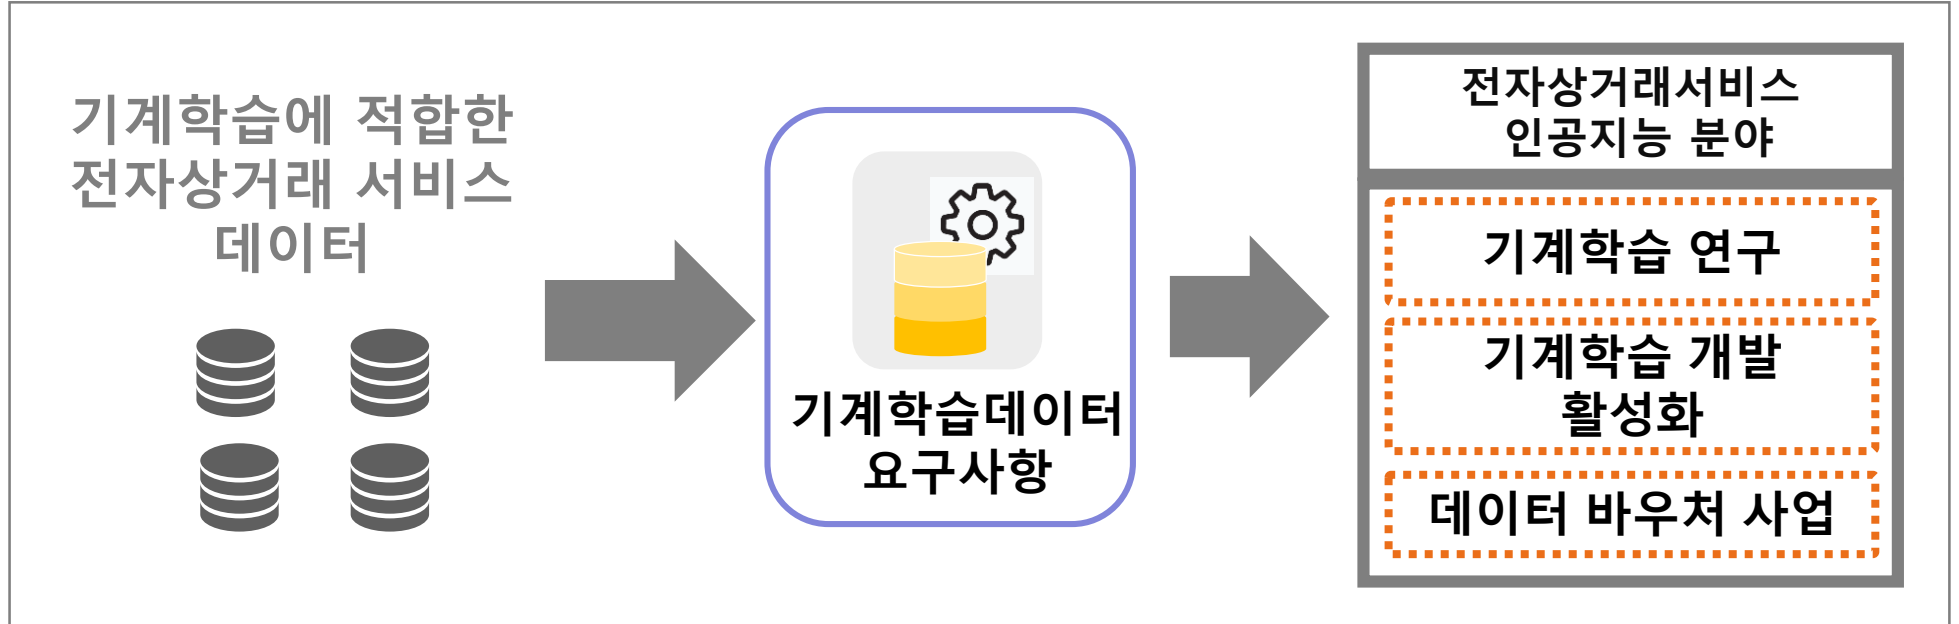 기계학습에 적합한
전자상거래 서비스
데이터
기계학습데이터
요구사항
전자상거래서비스
인공지능 분야
기계학습 연구
기계학습 개발
활성화
데이터 바우처 사업